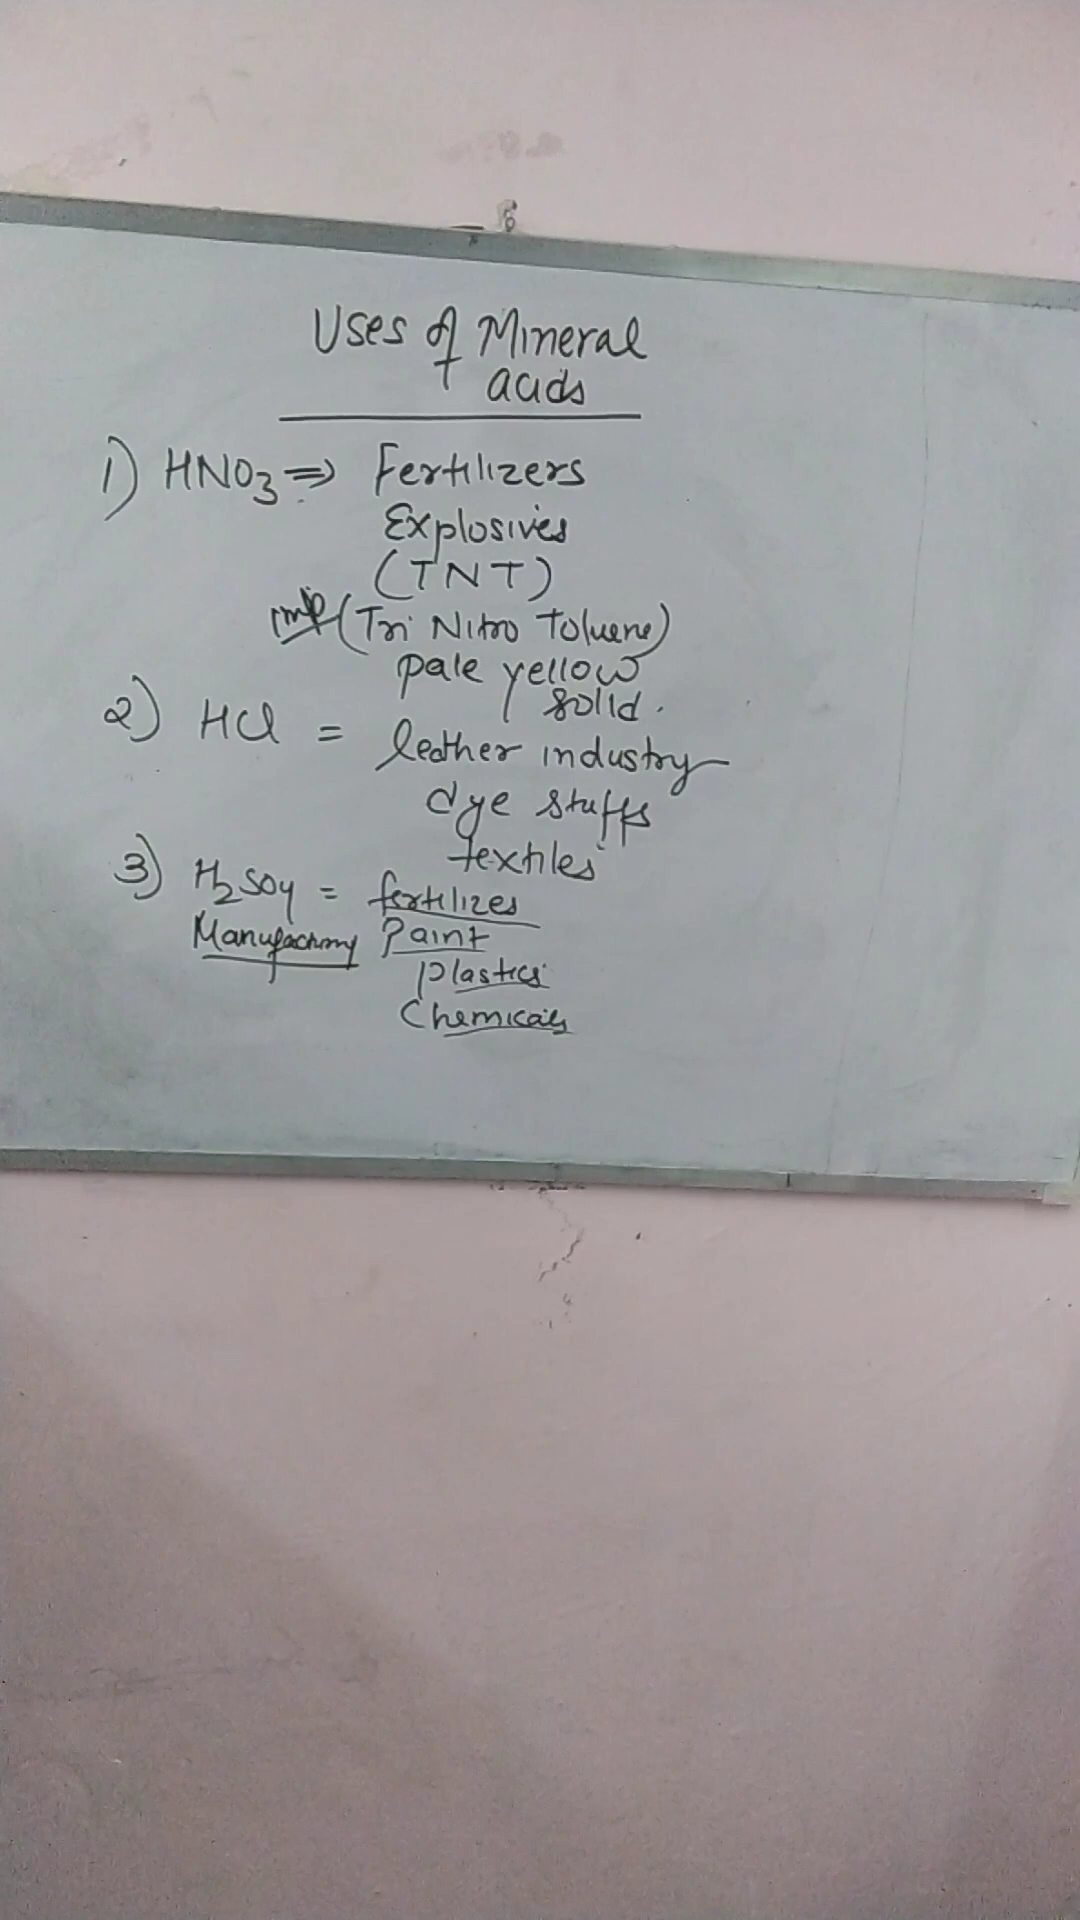 Uses of Mineral
acids
1) HNO3 ⇒ Fertilizers
Explosives
(TNT)
imp (Tri Nitro Toluene)
pale yellow
solid.
2) HCl = leather industry
dye stuffs
textiles
3) H2SO4 = fertilizes
Manufactring Paint
plastics
Chemicals